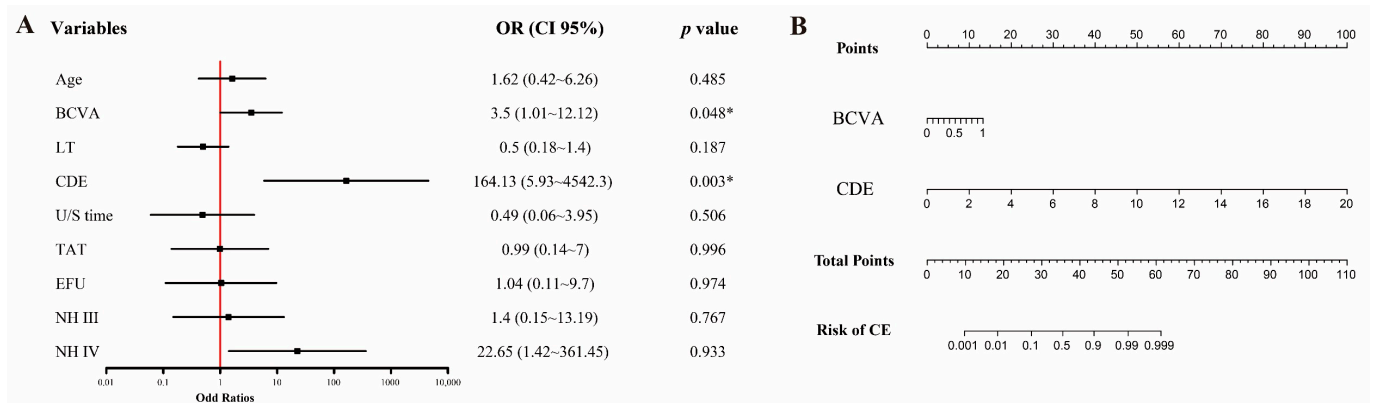 A Variables OR (CI 95%) p value
Age 1.62 (0.42~6.26) 0.485
BCVA 3.5 (1.01~12.12) 0.048*
LT 0.5 (0.18~1.4) 0.187
CDE 164.13 (5.93~4542.3) 0.003*
U/S time 0.49 (0.06~3.95) 0.506
TAT 0.99 (0.14~7) 0.996
EFU 1.04 (0.11~9.7) 0.974
NH III 1.4 (0.15~13.19) 0.767
NH IV 22.65 (1.42~361.45) 0.933
0.01 0.1 1 10 100 1000 10,000
Odd Ratios
B
0 10 20 30 40 50 60 70 80 90 100
Points
BCVA
0 0.5 1
CDE
0 2 4 6 8 10 12 14 16 18 20
Total Points
0 10 20 30 40 50 60 70 80 90 100 110
Risk of CE
0.001 0.01 0.1 0.5 0.9 0.99 0.999